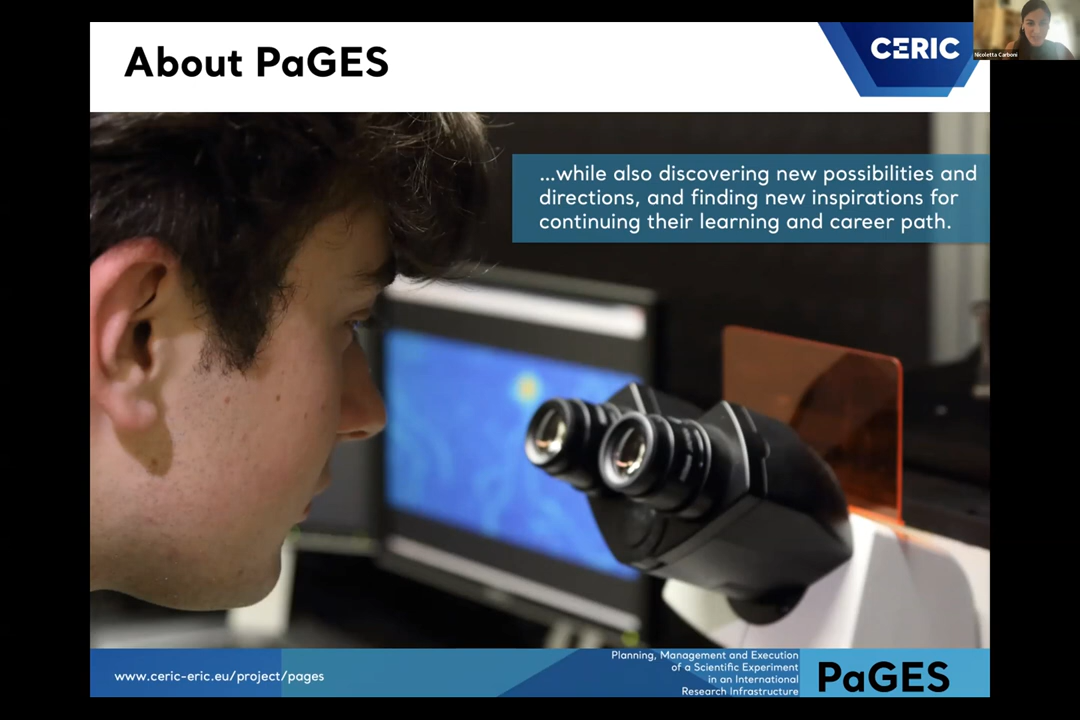 About PaGES
CERIC
Nicoletta Carboni
...while also discovering new possibilities and
directions, and finding new inspirations for
continuing their learning and career path.
www.ceric-eric.eu/project/pages
Planning, Management and Execution
of a Scientific Experiment
in an International
Research Infrastructure
PaGES